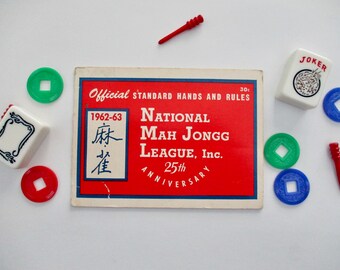 30¢
Official STANDARD HANDS AND RULES
1962-63
麻
雀
NATIONAL
MAH JONGG
LEAGUE, Inc.
25th
ANNIVERSARY
JOKER